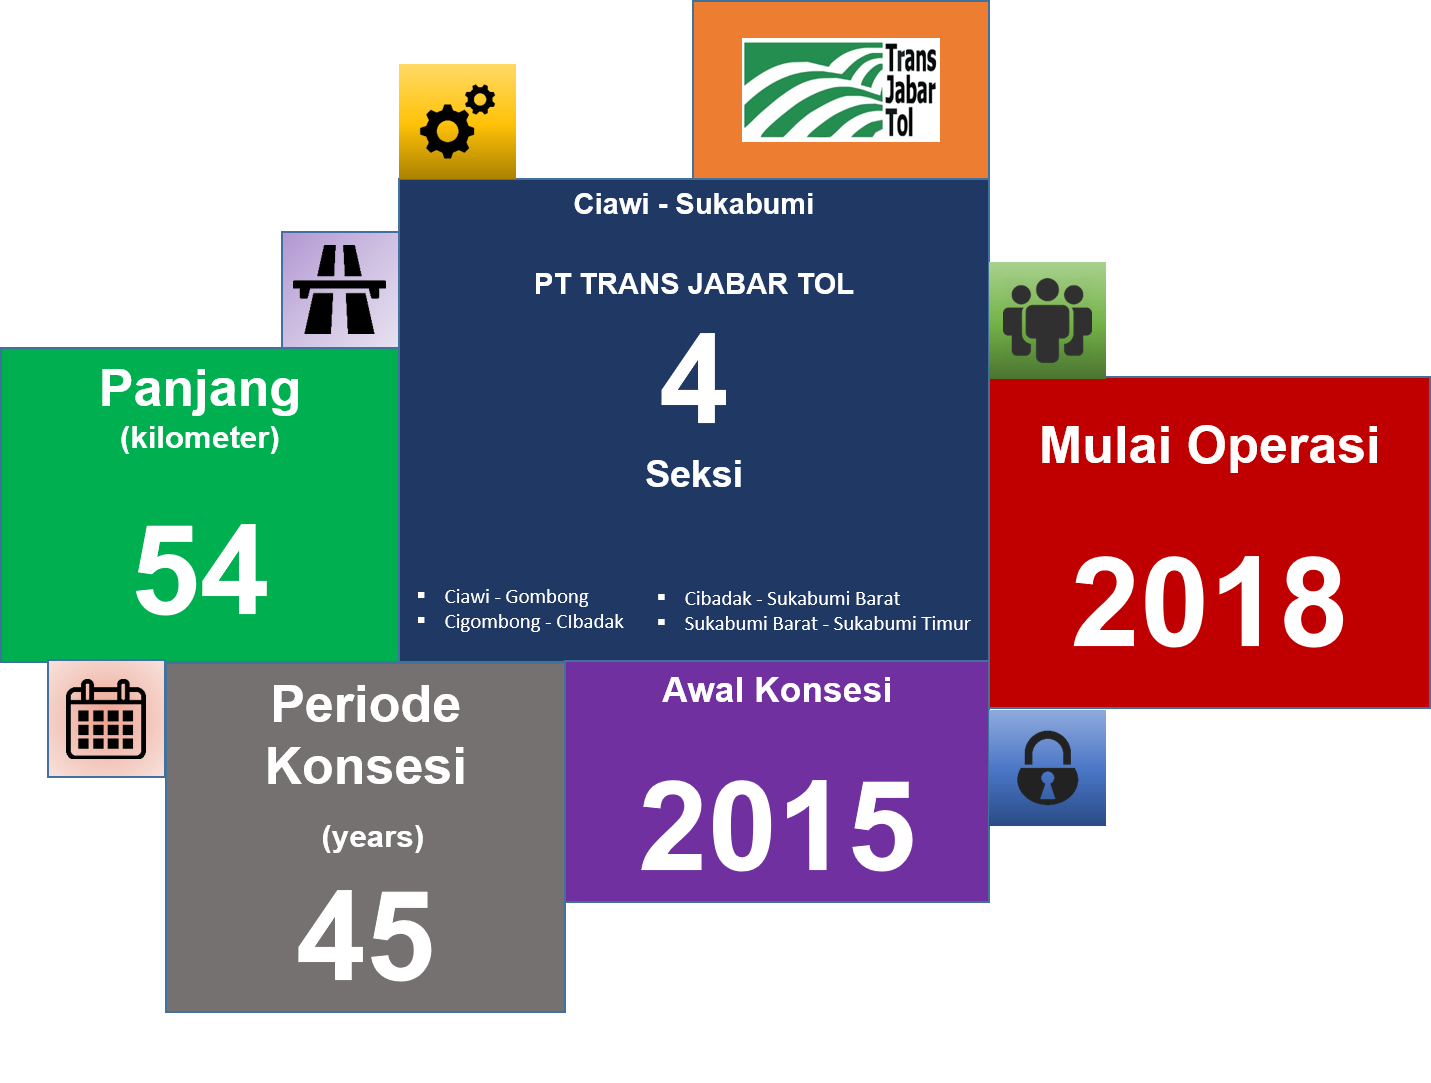 Trans
Jabar
Tol
Ciawi - Sukabumi
PT TRANS JABAR TOL
4
Seksi
▪ Ciawi - Gombong
▪ Cigombong - CIbadak
▪ Cibadak - Sukabumi Barat
▪ Sukabumi Barat - Sukabumi Timur
Panjang
(kilometer)
54
Mulai Operasi
2018
Periode
Konsesi
(years)
45
Awal Konsesi
2015